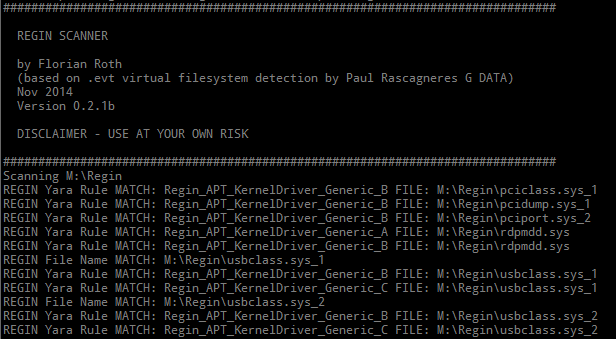 ###############################################################################
REGIN SCANNER
by Florian Roth
(based on .evt virtual filesystem detection by Paul Rascagneres G DATA)
Nov 2014
Version 0.2.1b
DISCLAIMER - USE AT YOUR OWN RISK
###############################################################################
Scanning M:\Regin
REGIN Yara Rule MATCH: Regin_APT_KernelDriver_Generic_B FILE: M:\Regin\pciclass.sys_1
REGIN Yara Rule MATCH: Regin_APT_KernelDriver_Generic_B FILE: M:\Regin\pcidump.sys_1
REGIN Yara Rule MATCH: Regin_APT_KernelDriver_Generic_B FILE: M:\Regin\pciport.sys_2
REGIN Yara Rule MATCH: Regin_APT_KernelDriver_Generic_A FILE: M:\Regin\rdpmdd.sys
REGIN Yara Rule MATCH: Regin_APT_KernelDriver_Generic_B FILE: M:\Regin\rdpmdd.sys
REGIN File Name MATCH: M:\Regin\usbclass.sys_1
REGIN Yara Rule MATCH: Regin_APT_KernelDriver_Generic_B FILE: M:\Regin\usbclass.sys_1
REGIN Yara Rule MATCH: Regin_APT_KernelDriver_Generic_C FILE: M:\Regin\usbclass.sys_1
REGIN File Name MATCH: M:\Regin\usbclass.sys_2
REGIN Yara Rule MATCH: Regin_APT_KernelDriver_Generic_B FILE: M:\Regin\usbclass.sys_2
REGIN Yara Rule MATCH: Regin_APT_KernelDriver_Generic_C FILE: M:\Regin\usbclass.sys_2